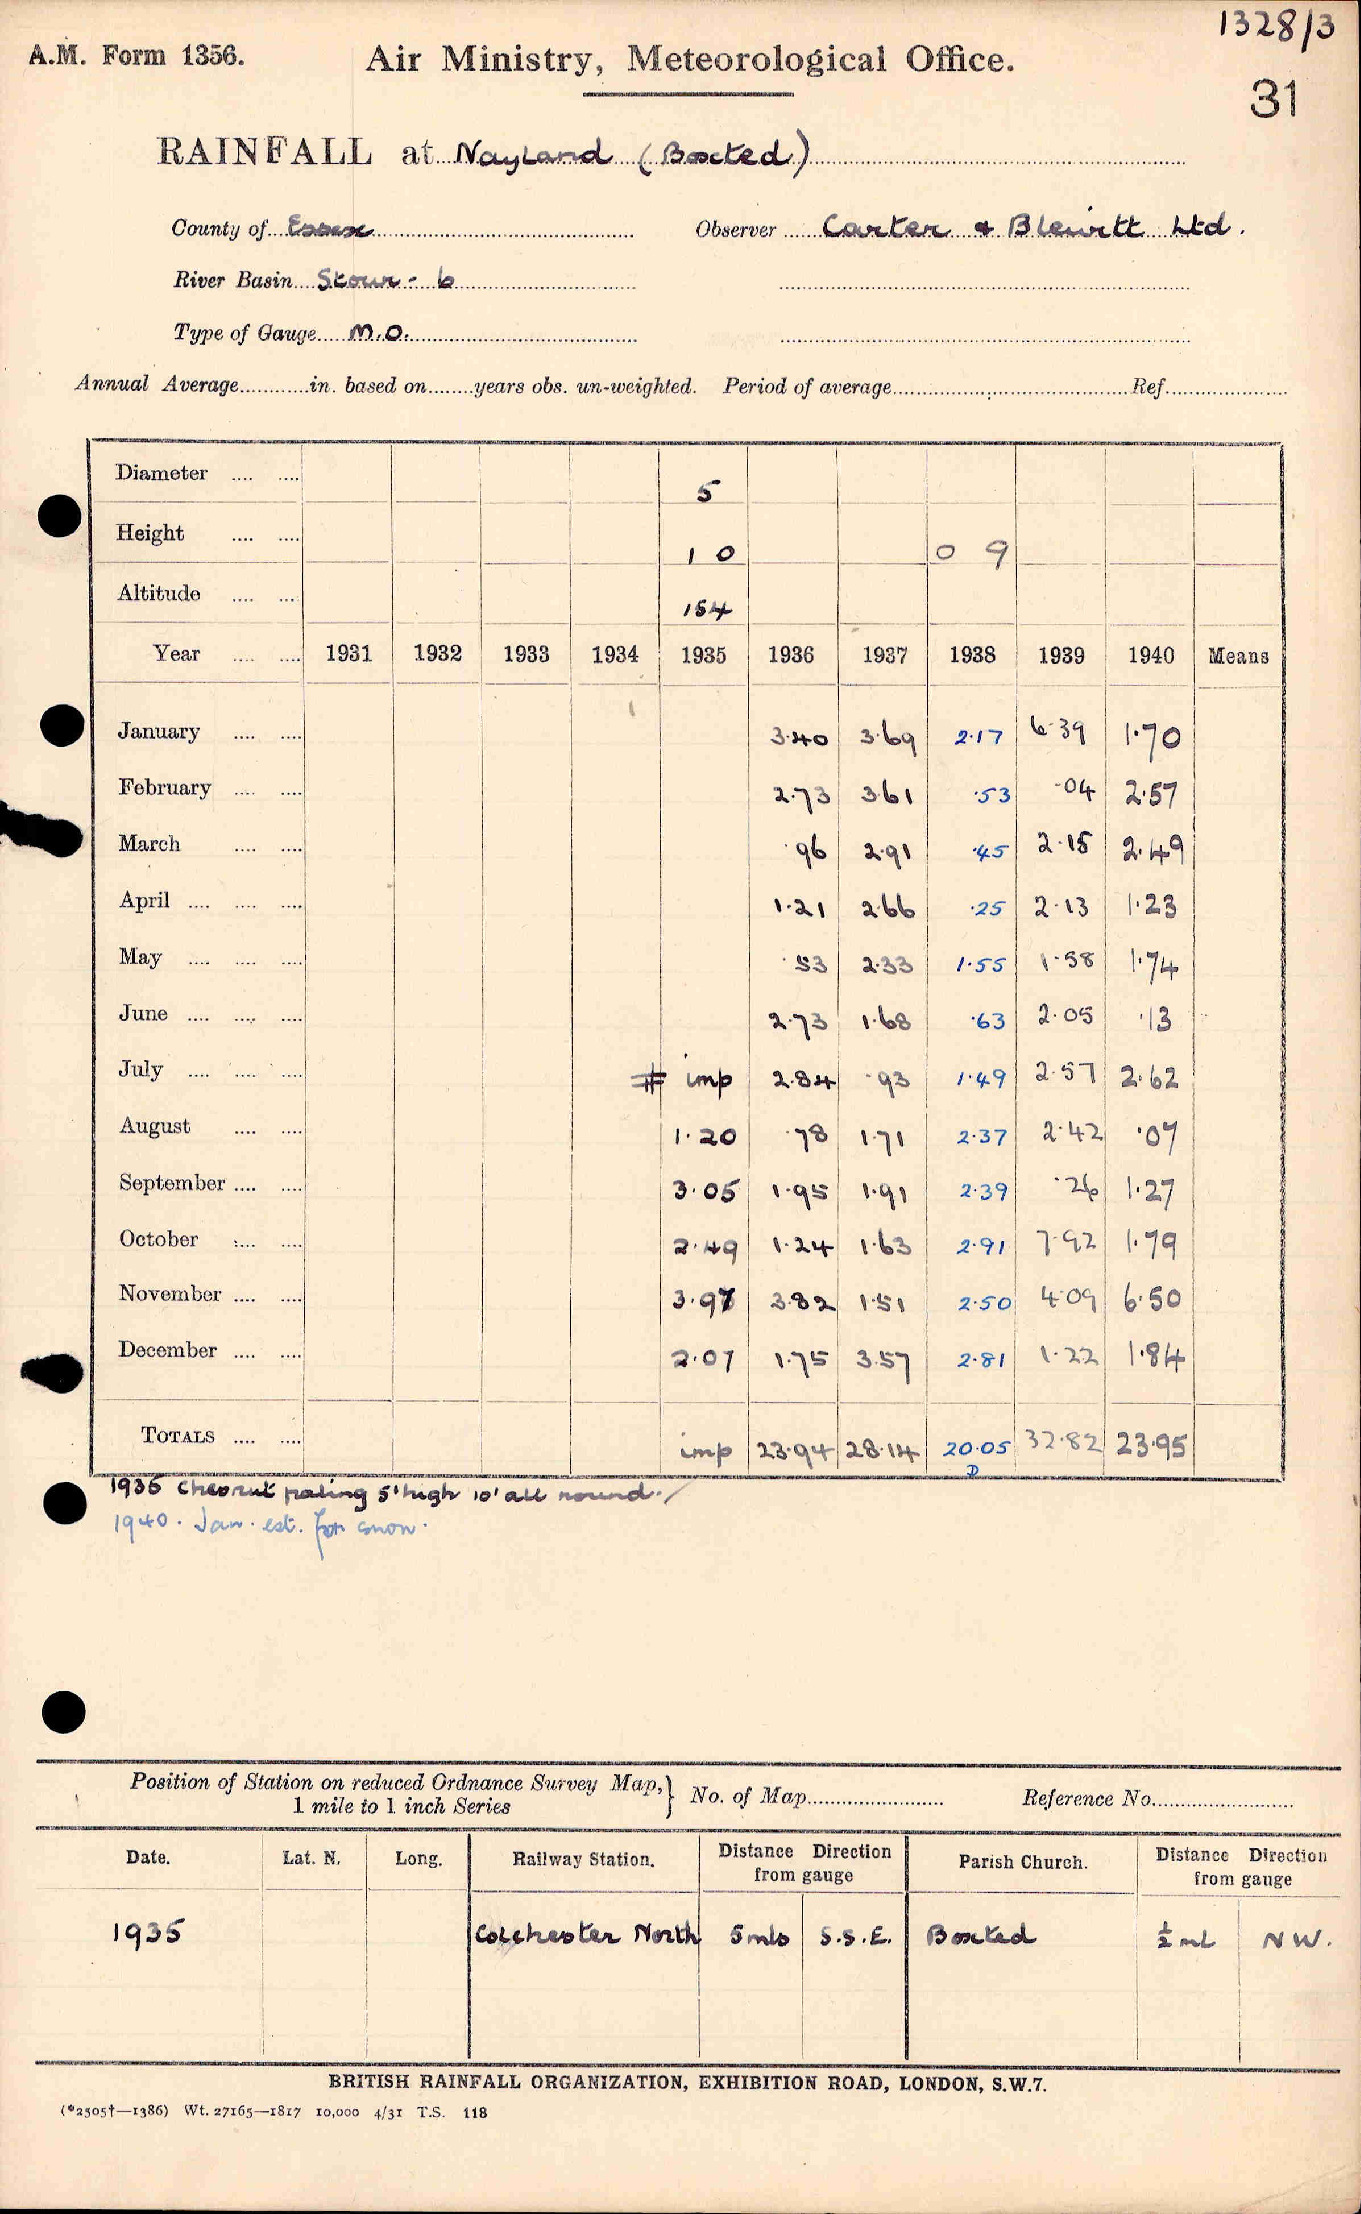 1328/3
A.M. Form 1356. Air Ministry, Meteorological Office.
31
RAINFALL at Nayland (Boxted)
County of Essex Observer Carter & Blewitt Ltd.
River Basin Stour - 6
Type of Gauge M.O.
Annual Average in. based on years obs. un-weighted. Period of average Ref.
Diameter 5
Height 1 0 0 9
Altitude 154
Year 1931 1932 1933 1934 1935 1936 1937 1938 1939 1940 Means
January 3.40 3.69 2.17 6.39 1.70
February 2.73 3.61 .53 .04 2.57
March .96 2.91 .45 2.15 2.49
April 1.21 2.66 .25 2.13 1.23
May .53 2.33 1.55 1.58 1.74
June 2.73 1.68 .63 2.05 .13
July # imp 2.84 .93 1.49 2.57 2.62
August 1.20 .78 1.71 2.37 2.42 .07
September 3.05 1.95 1.91 2.39 .26 1.27
October 2.49 1.24 1.63 2.91 7.92 1.79
November 3.97 3.82 1.51 2.50 4.09 6.50
December 2.07 1.75 3.57 2.81 1.22 1.84
TOTALS imp 23.94 28.14 20.05 32.82 23.95
D
1935 Chesnut paling 5' high 10' all round.
1940. Jan. est. for snow.
Position of Station on reduced Ordnance Survey Map, 1 mile to 1 inch Series } No. of Map Reference No.
Date. Lat. N. Long. Railway Station. Distance Direction from gauge Parish Church. Distance Direction from gauge
1935 Colchester North 5 mls S.S.E. Boxted ½ ml NW.
BRITISH RAINFALL ORGANIZATION, EXHIBITION ROAD, LONDON, S.W.7.
(*2505†—1386) Wt. 27165—1817 10,000 4/31 T.S. 118